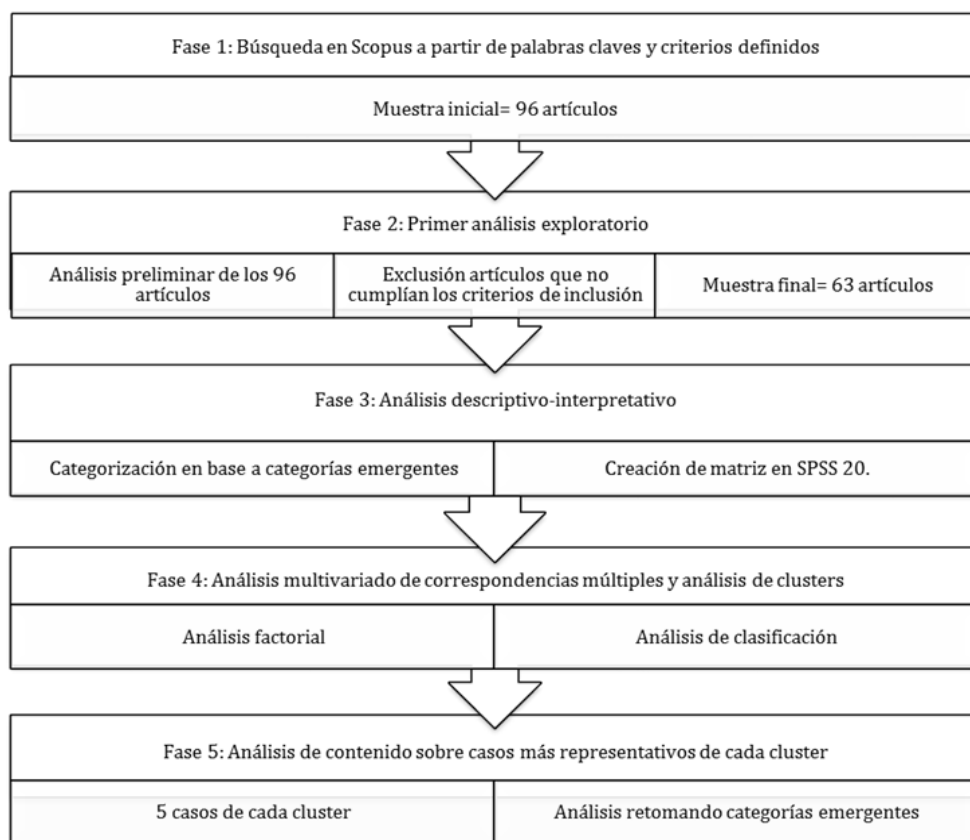 Fase 1: Búsqueda en Scopus a partir de palabras claves y criterios definidos
Muestra inicial= 96 artículos
Fase 2: Primer análisis exploratorio
Análisis preliminar de los 96
artículos
Exclusión artículos que no
cumplían los criterios de inclusión
Muestra final= 63 artículos
Fase 3: Análisis descriptivo-interpretativo
Categorización en base a categorías emergentes
Creación de matriz en SPSS 20.
Fase 4: Análisis multivariado de correspondencias múltiples y análisis de clusters
Análisis factorial
Análisis de clasificación
Fase 5: Análisis de contenido sobre casos más representativos de cada cluster
5 casos de cada cluster
Análisis retomando categorías emergentes